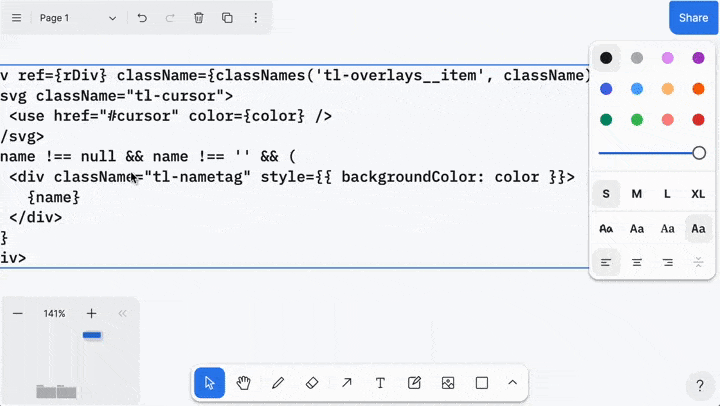 Page 1
Share
v ref={rDiv} className={classNames('tl-overlays__item', className)
svg className="tl-cursor">
<use href="#cursor" color={color} />
/svg>
name !== null && name !== '' && (
<div className="tl-nametag" style={{ backgroundColor: color }}>
{name}
</div>
}
iv>
S M L XL
Aa Aa Aa Aa
141%
T
?